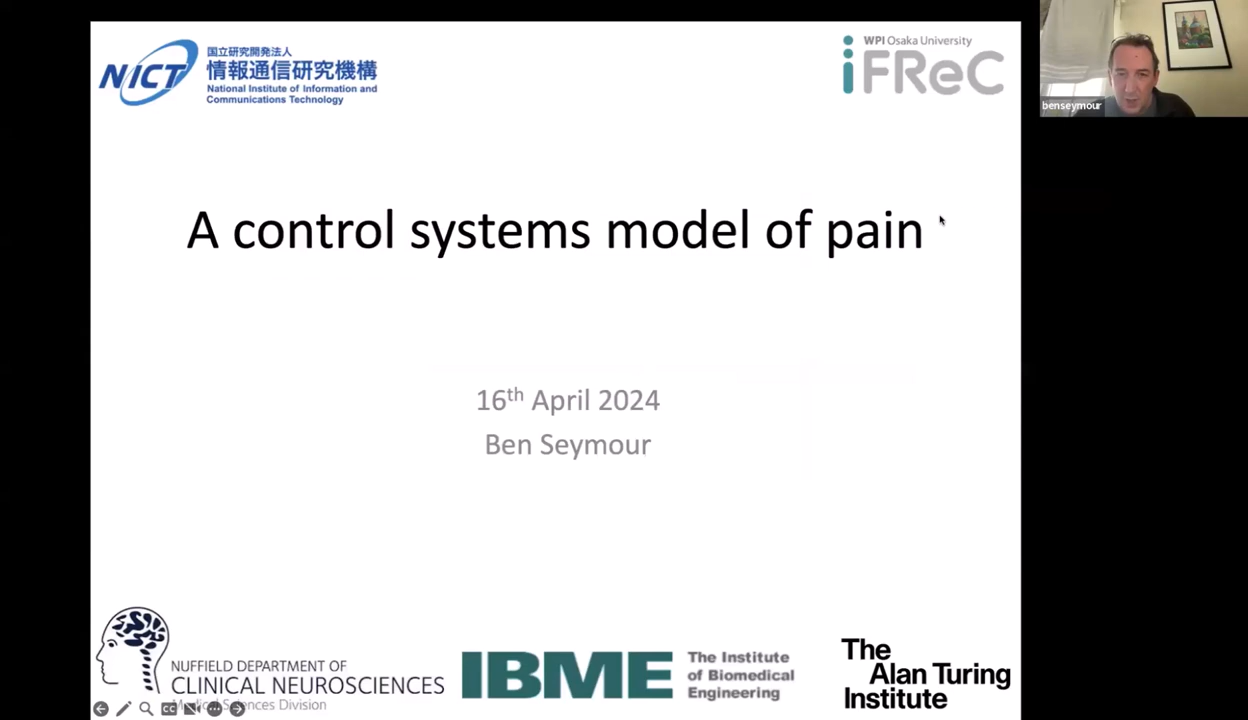 NICT
国立研究開発法人
情報通信研究機構
National Institute of Information and
Communications Technology
WPI Osaka University
iFReC
benseymour
A control systems model of pain
16th April 2024
Ben Seymour
NUFFIELD DEPARTMENT OF
CLINICAL NEUROSCIENCES
Medical Sciences Division
IBME
The Institute
of Biomedical
Engineering
The
Alan Turing
Institute
CC